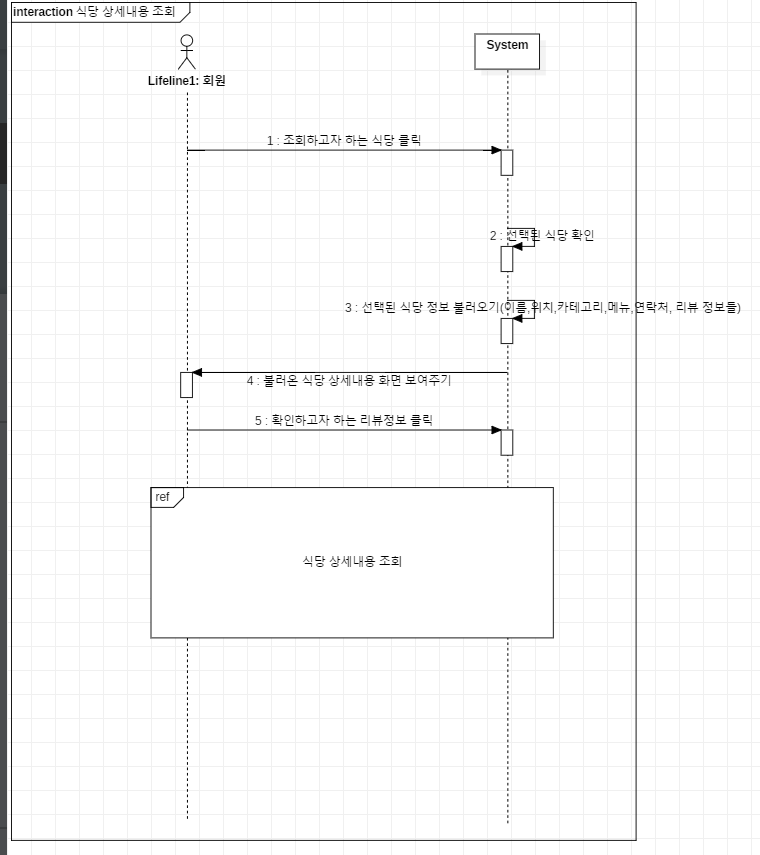 interaction 식당 상세내용 조회
System
Lifeline1: 회원
1 : 조회하고자 하는 식당 클릭
2 : 선택된 식당 확인
3 : 선택된 식당 정보 불러오기(이름,위치,카테고리,메뉴,연락처, 리뷰 정보들)
4 : 불러온 식당 상세내용 화면 보여주기
5 : 확인하고자 하는 리뷰정보 클릭
ref
식당 상세내용 조회